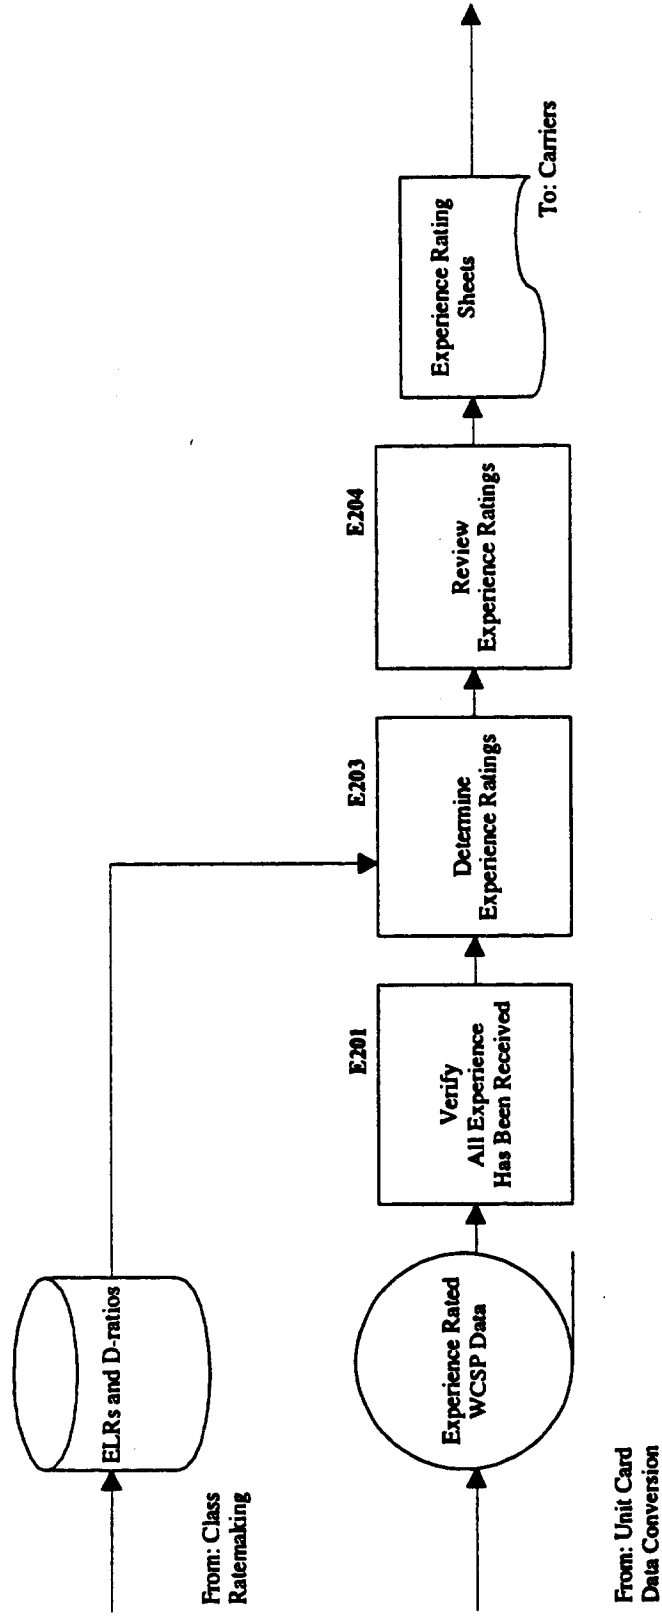 ELRs and D-ratios
From: Class
Ratemaking
Experience Rated
WCSP Data
From: Unit Card
Data Conversion
E201
Verify
All Experience
Has Been Received
E203
Determine
Experience Ratings
E204
Review
Experience Ratings
Experience Rating
Sheets
To: Carriers